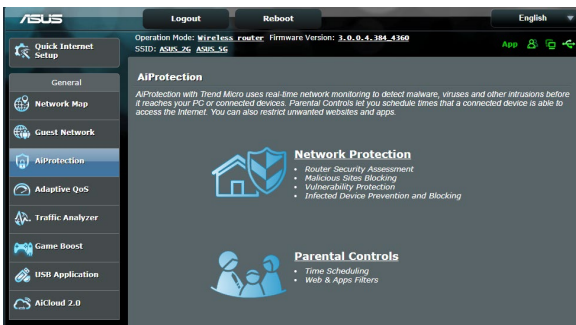 ASUS
Logout
Reboot
English
Quick Internet
Setup
Operation Mode: Wireless router Firmware Version: 3.0.0.4.384_4360
SSID: ASUS_2G ASUS_5G
App
General
Network Map
Guest Network
AiProtection
Adaptive QoS
Traffic Analyzer
Game Boost
USB Application
AiCloud 2.0
AiProtection
AiProtection with Trend Micro uses real-time network monitoring to detect malware, viruses and other intrusions before
it reaches your PC or connected devices. Parental Controls let you schedule times that a connected device is able to
access the Internet. You can also restrict unwanted websites and apps.
Network Protection
• Router Security Assessment
• Malicious Sites Blocking
• Vulnerability Protection
• Infected Device Prevention and Blocking
Parental Controls
• Time Scheduling
• Web & Apps Filters